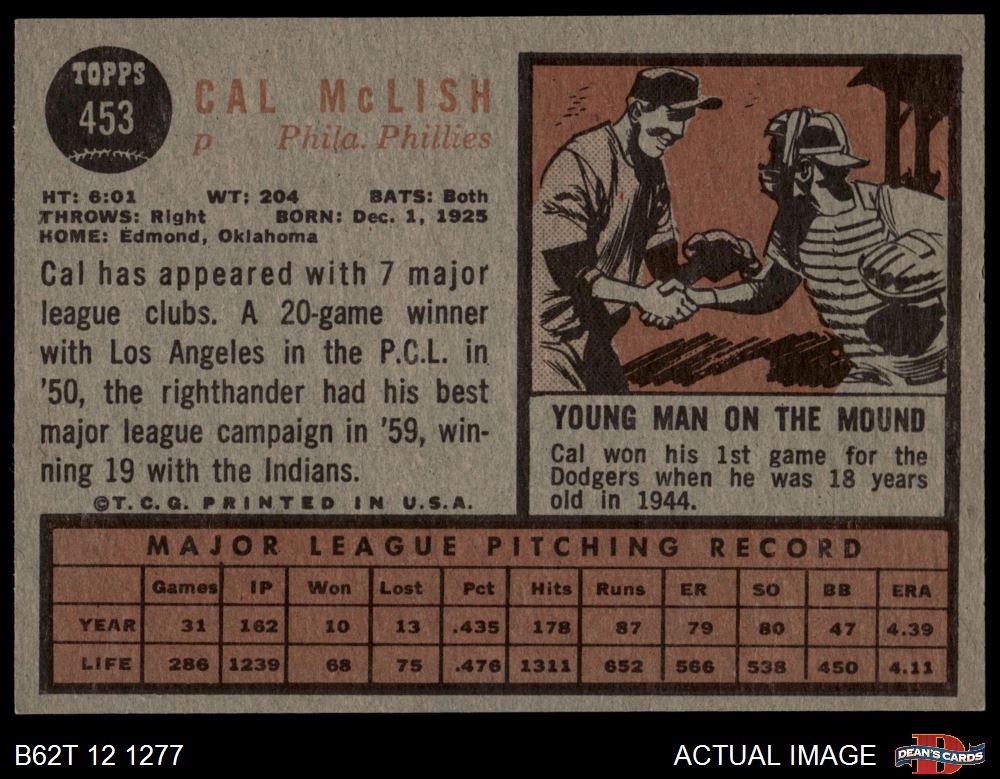 TOPPS
453
CAL McLISH
p Phila. Phillies
HT: 6:01 WT: 204 BATS: Both
THROWS: Right BORN: Dec. 1, 1925
HOME: Edmond, Oklahoma
Cal has appeared with 7 major
league clubs. A 20-game winner
with Los Angeles in the P.C.L. in
'50, the righthander had his best
major league campaign in '59, win-
ning 19 with the Indians.
©T.C.G. PRINTED IN U.S.A.
YOUNG MAN ON THE MOUND
Cal won his 1st game for the
Dodgers when he was 18 years
old in 1944.
MAJOR LEAGUE PITCHING RECORD
Games IP Won Lost Pct Hits Runs ER SO BB ERA
YEAR 31 162 10 13 .435 178 87 79 80 47 4.39
LIFE 286 1239 68 75 .476 1311 652 566 538 450 4.11
B62T 12 1277 ACTUAL IMAGE DEAN'S CARDS